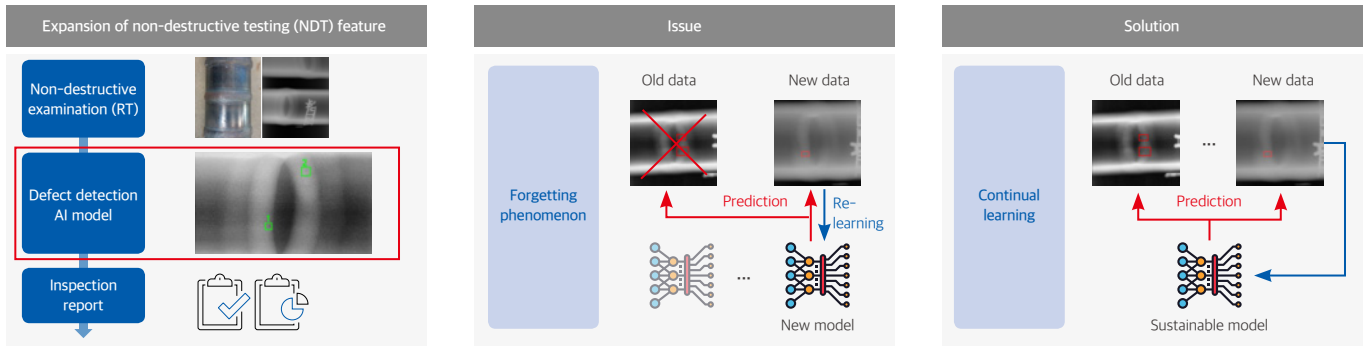 Expansion of non-destructive testing (NDT) feature
Non-destructive
examination (RT)
Defect detection
AI model
Inspection
report
Issue
Forgetting
phenomenon
Old data
New data
Prediction
Re-
learning
...
New model
Solution
Continual
learning
Old data
New data
...
Prediction
Sustainable model